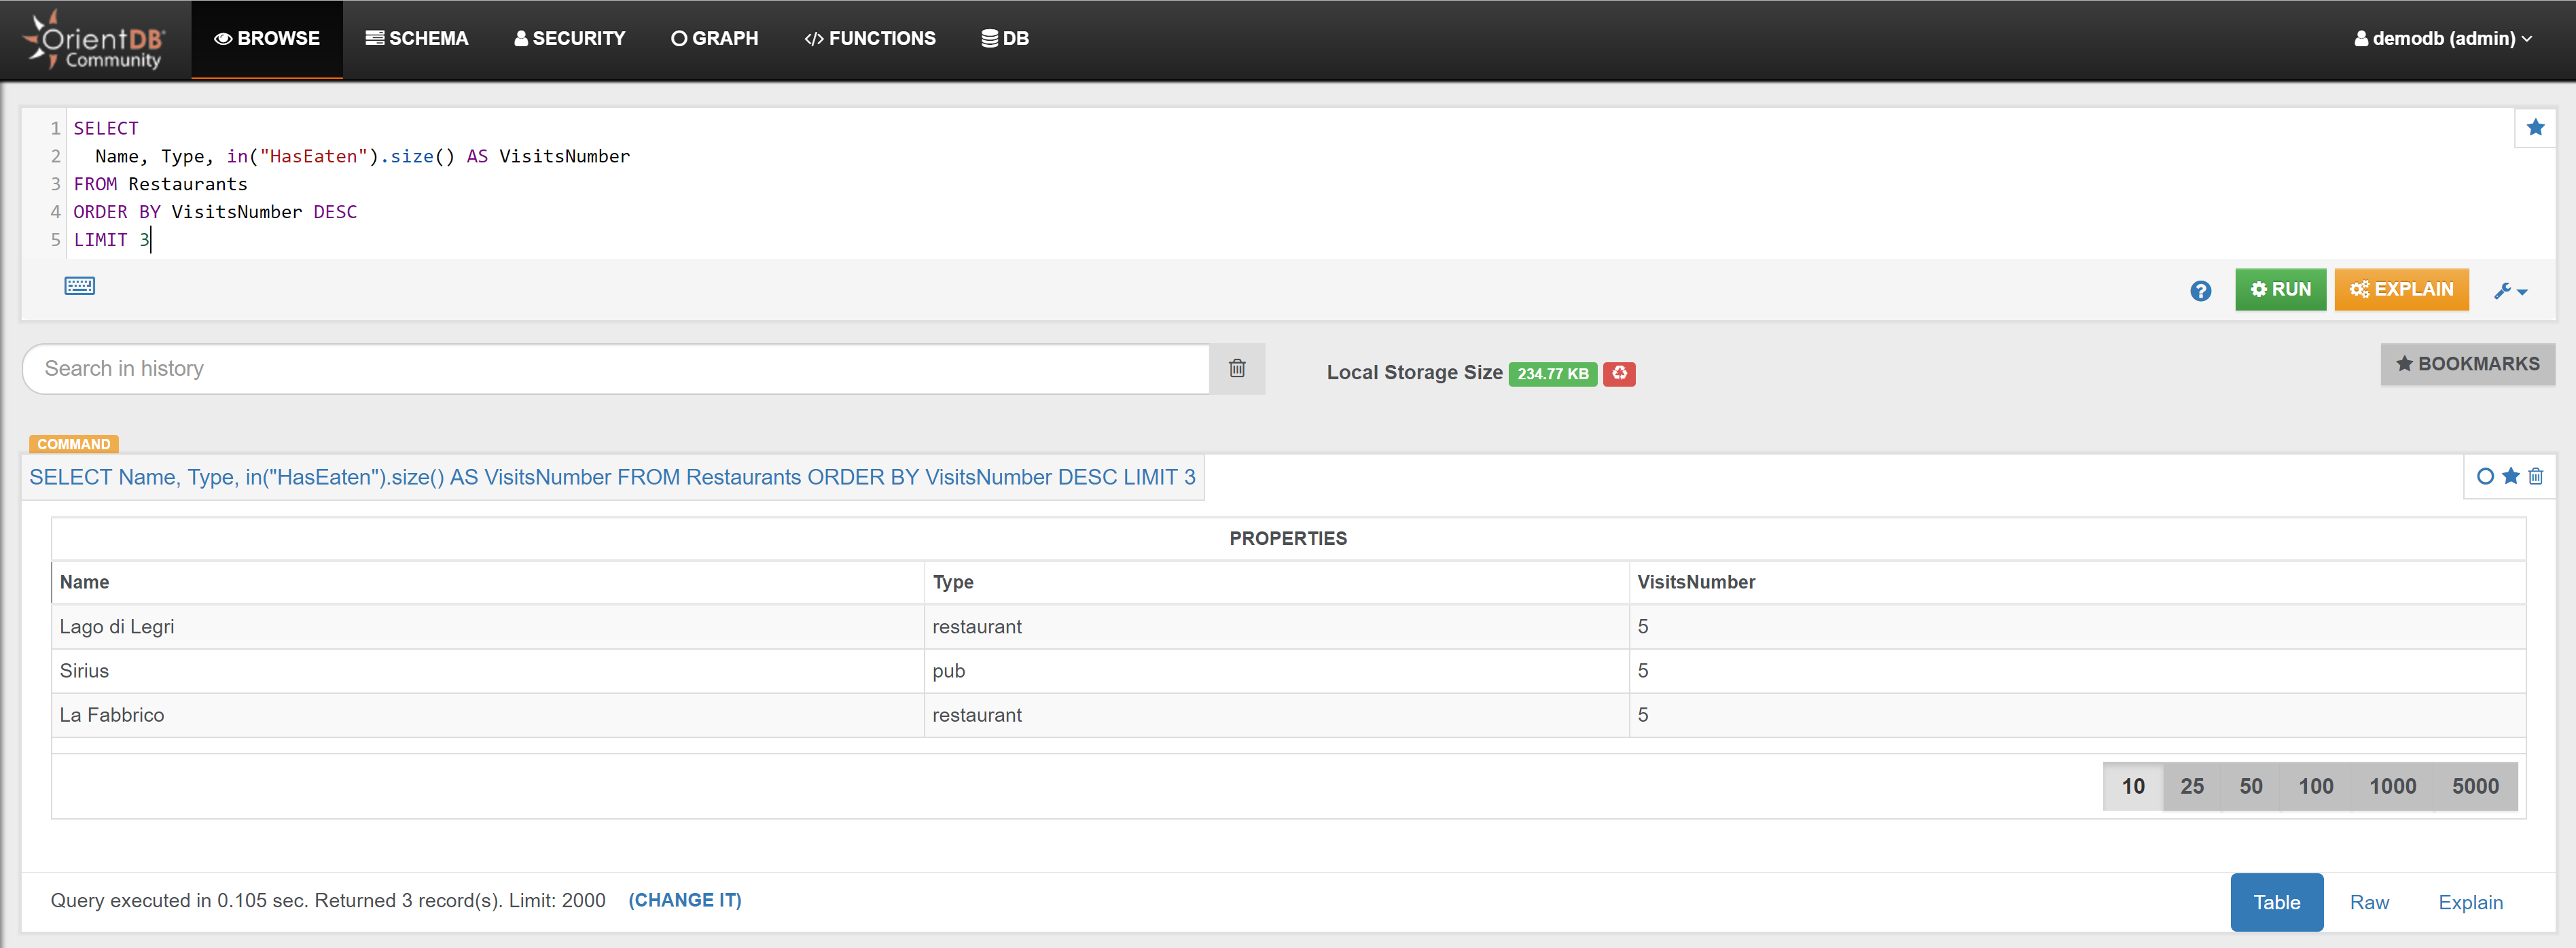 OrientDB®
Community
BROWSE
SCHEMA
SECURITY
GRAPH
</> FUNCTIONS
DB
demodb (admin)
1 SELECT
2 Name, Type, in("HasEaten").size() AS VisitsNumber
3 FROM Restaurants
4 ORDER BY VisitsNumber DESC
5 LIMIT 3
?
RUN
EXPLAIN
Search in history
Local Storage Size 234.77 KB
BOOKMARKS
COMMAND
SELECT Name, Type, in("HasEaten").size() AS VisitsNumber FROM Restaurants ORDER BY VisitsNumber DESC LIMIT 3
PROPERTIES
Name Type VisitsNumber
Lago di Legri restaurant 5
Sirius pub 5
La Fabbrico restaurant 5
10 25 50 100 1000 5000
Query executed in 0.105 sec. Returned 3 record(s). Limit: 2000 (CHANGE IT)
Table Raw Explain